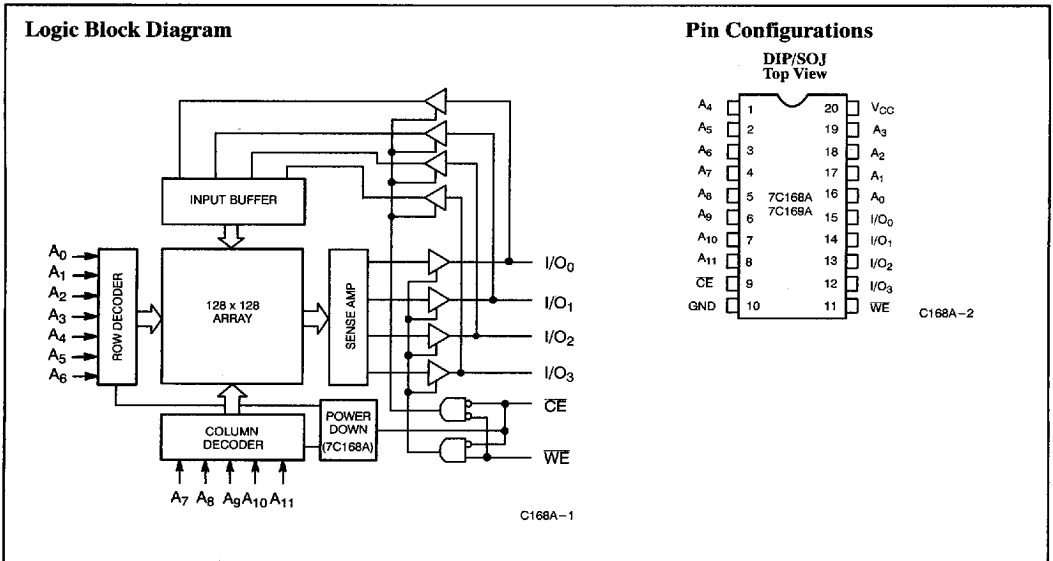 Logic Block Diagram
INPUT BUFFER
A0
A1
A2
A3
A4
A5
A6
ROW DECODER
128 x 128
ARRAY
SENSE AMP
I/O0
I/O1
I/O2
I/O3
COLUMN
DECODER
POWER
DOWN
(7C168A)
C̅E̅
W̅E̅
A7 A8 A9 A10 A11
C168A–1
Pin Configurations
DIP/SOJ
Top View
A4 1 20 VCC
A5 2 19 A3
A6 3 18 A2
A7 4 17 A1
A8 5 7C168A 16 A0
A9 6 7C169A 15 I/O0
A10 7 14 I/O1
A11 8 13 I/O2
C̅E̅ 9 12 I/O3
GND 10 11 W̅E̅
C168A–2